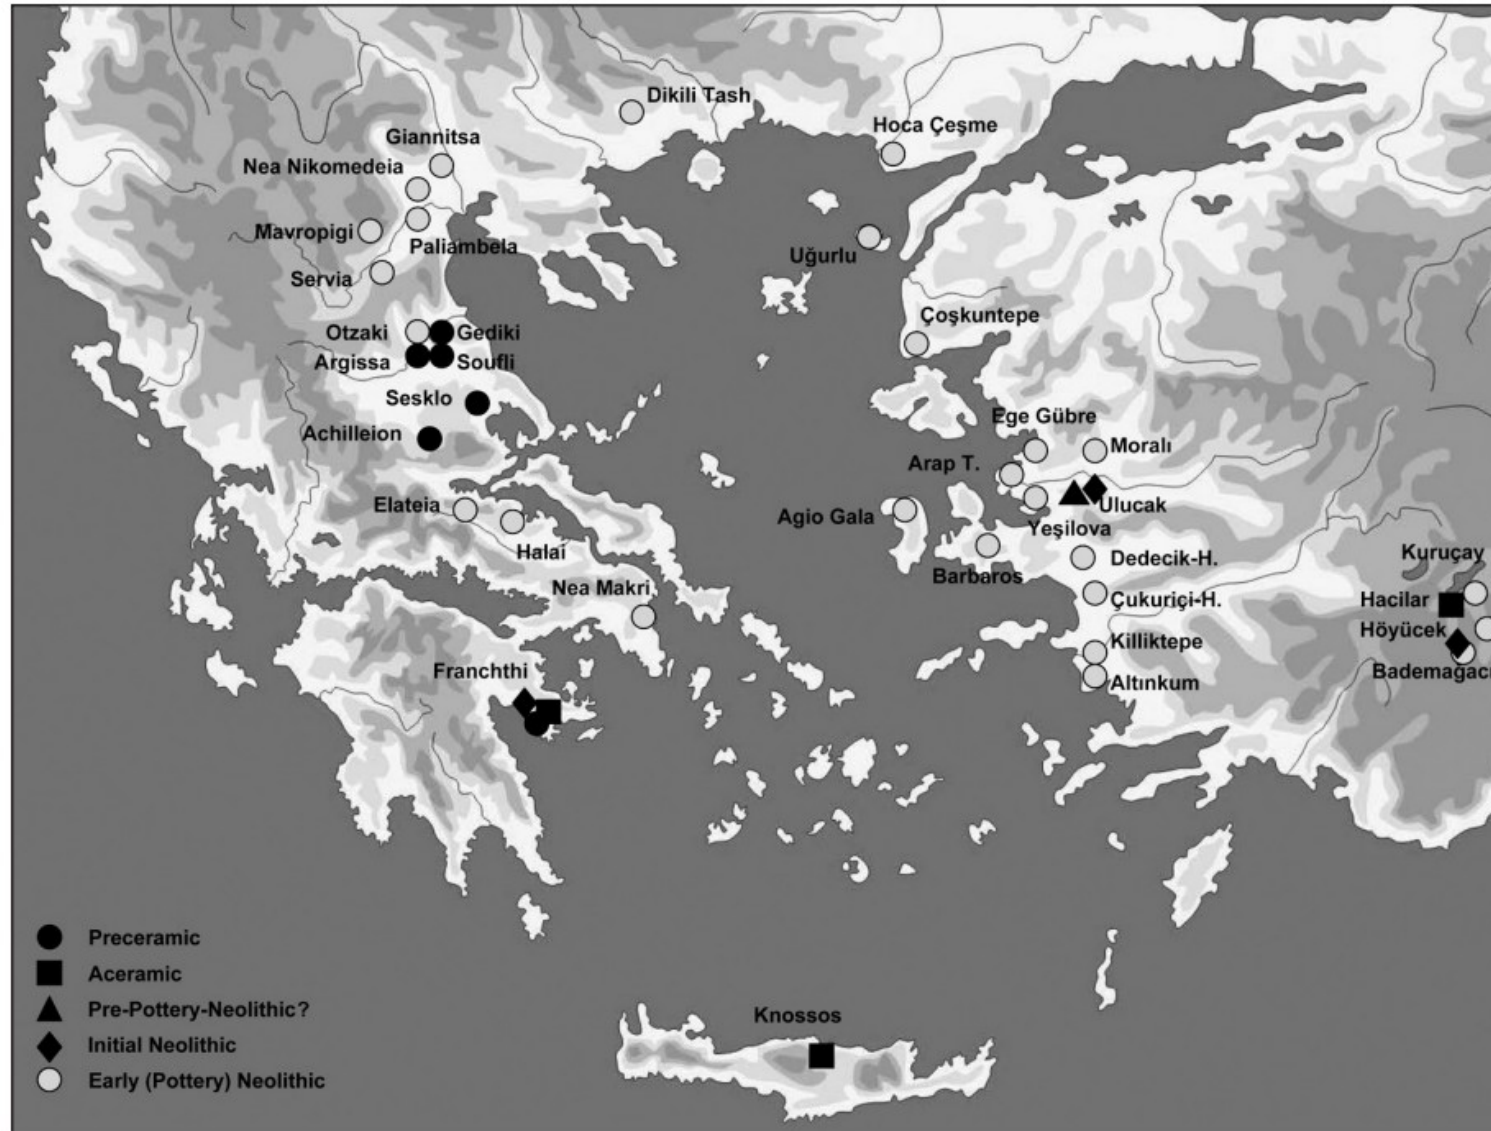 Dikili Tash
Hoca Çeşme
Giannitsa
Nea Nikomedeia
Mavropigi
Paliambela
Uğurlu
Servia
Çoşkuntepe
Otzaki
Gediki
Argissa
Soufli
Sesklo
Ege Gübre
Achilleion
Moralı
Arap T.
Elateia
Ulucak
Agio Gala
Yeşilova
Halai
Kuruçay
Dedecik-H.
Barbaros
Nea Makri
Çukuriçi-H.
Hacilar
Höyücek
Killiktepe
Franchthi
Bademağacı
Altınkum
Preceramic
Aceramic
Pre-Pottery-Neolithic?
Knossos
Initial Neolithic
Early (Pottery) Neolithic